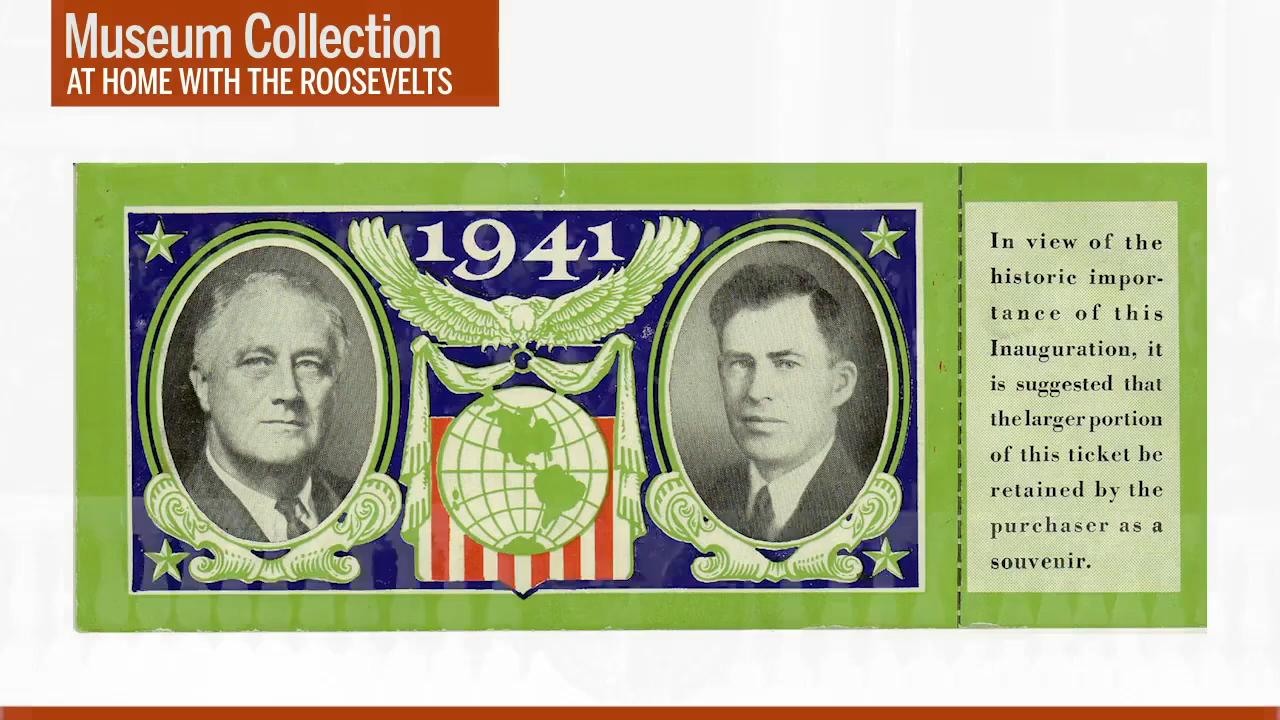 Museum Collection
AT HOME WITH THE ROOSEVELTS
1941
In view of the
historic impor-
tance of this
Inauguration, it
is suggested that
the larger portion
of this ticket be
retained by the
purchaser as a
souvenir.